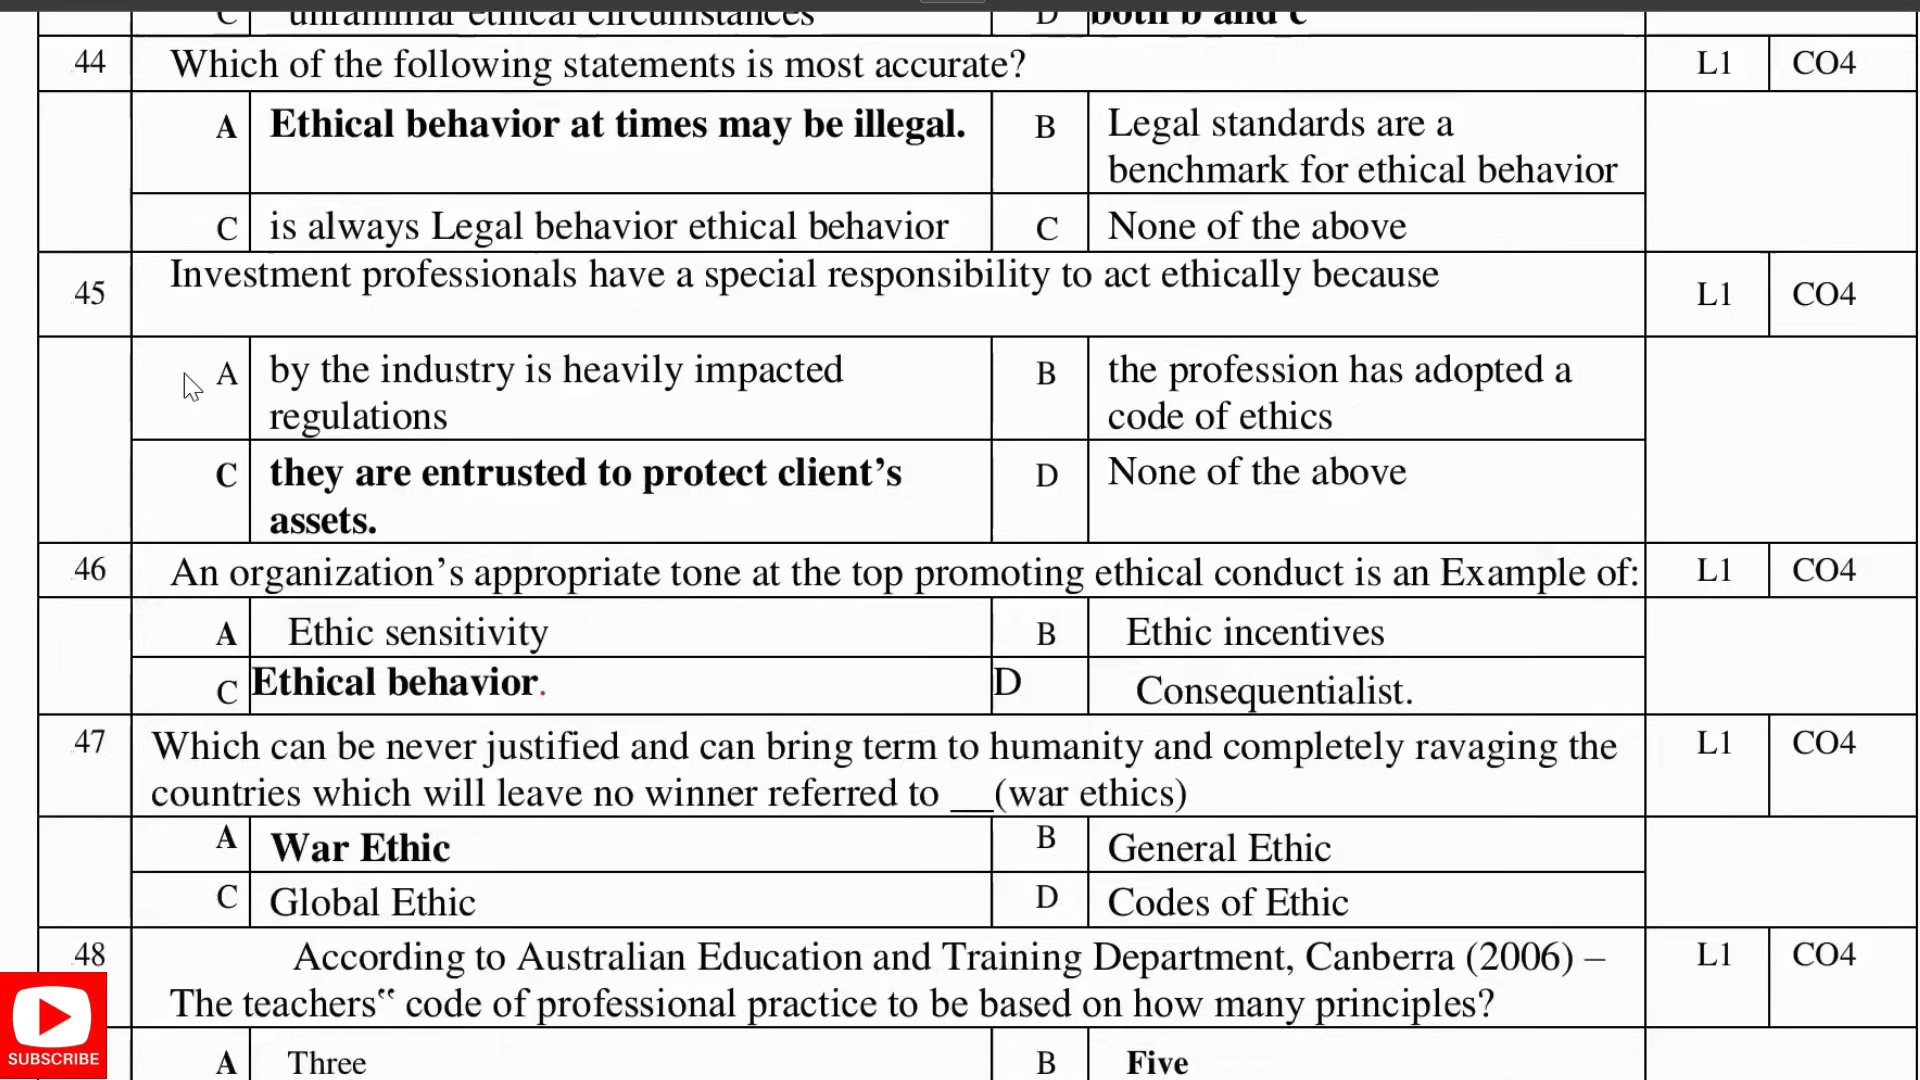 C unfamiliar ethical circumstances D both b and c
44 Which of the following statements is most accurate? L1 CO4
A Ethical behavior at times may be illegal. B Legal standards are a
benchmark for ethical behavior
C is always Legal behavior ethical behavior C None of the above
45 Investment professionals have a special responsibility to act ethically because L1 CO4
A by the industry is heavily impacted B the profession has adopted a
regulations code of ethics
C they are entrusted to protect client’s D None of the above
assets.
46 An organization’s appropriate tone at the top promoting ethical conduct is an Example of: L1 CO4
A Ethic sensitivity B Ethic incentives
C Ethical behavior. D Consequentialist.
47 Which can be never justified and can bring term to humanity and completely ravaging the L1 CO4
countries which will leave no winner referred to __(war ethics)
A War Ethic B General Ethic
C Global Ethic D Codes of Ethic
48 According to Australian Education and Training Department, Canberra (2006) – L1 CO4
The teachers‟ code of professional practice to be based on how many principles?
A Three B Five
SUBSCRIBE